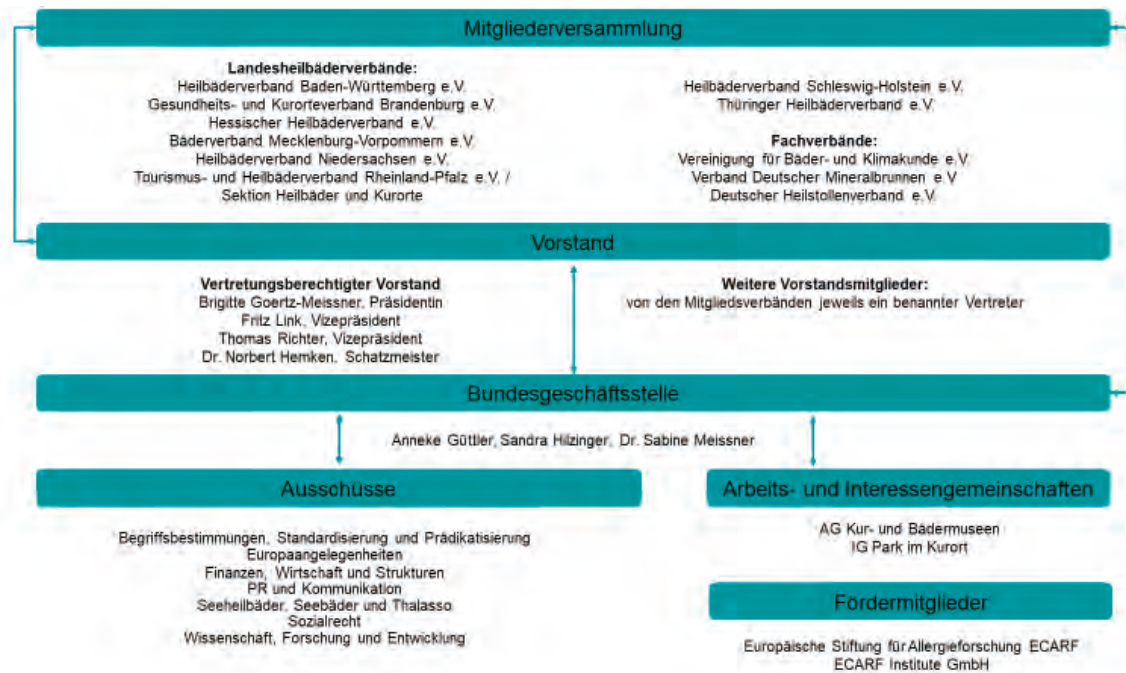 Mitgliederversammlung
Landesheilbäderverbände:
Heilbäderverband Baden-Württemberg e.V.
Gesundheits- und Kurorteverband Brandenburg e.V.
Hessischer Heilbäderverband e.V.
Bäderverband Mecklenburg-Vorpommern e.V.
Heilbäderverband Niedersachsen e.V.
Tourismus- und Heilbäderverband Rheinland-Pfalz e.V. /
Sektion Heilbäder und Kurorte
Heilbäderverband Schleswig-Holstein e.V.
Thüringer Heilbäderverband e.V.
Fachverbände:
Vereinigung für Bäder- und Klimakunde e.V.
Verband Deutscher Mineralbrunnen e.V
Deutscher Heilstollenverband e.V.
Vorstand
Vertretungsberechtigter Vorstand
Brigitte Goertz-Meissner, Präsidentin
Fritz Link, Vizepräsident
Thomas Richter, Vizepräsident
Dr. Norbert Hemken, Schatzmeister
Weitere Vorstandsmitglieder:
von den Mitgliedsverbänden jeweils ein benannter Vertreter
Bundesgeschäftsstelle
Anneke Güttler, Sandra Hilzinger, Dr. Sabine Meissner
Ausschüsse
Begriffsbestimmungen, Standardisierung und Prädikatisierung
Europaangelegenheiten
Finanzen, Wirtschaft und Strukturen
PR und Kommunikation
Seeheilbäder, Seebäder und Thalasso
Sozialrecht
Wissenschaft, Forschung und Entwicklung
Arbeits- und Interessengemeinschaften
AG Kur- und Bädermuseen
IG Park im Kurort
Fördermitglieder
Europäische Stiftung für Allergieforschung ECARF
ECARF Institute GmbH